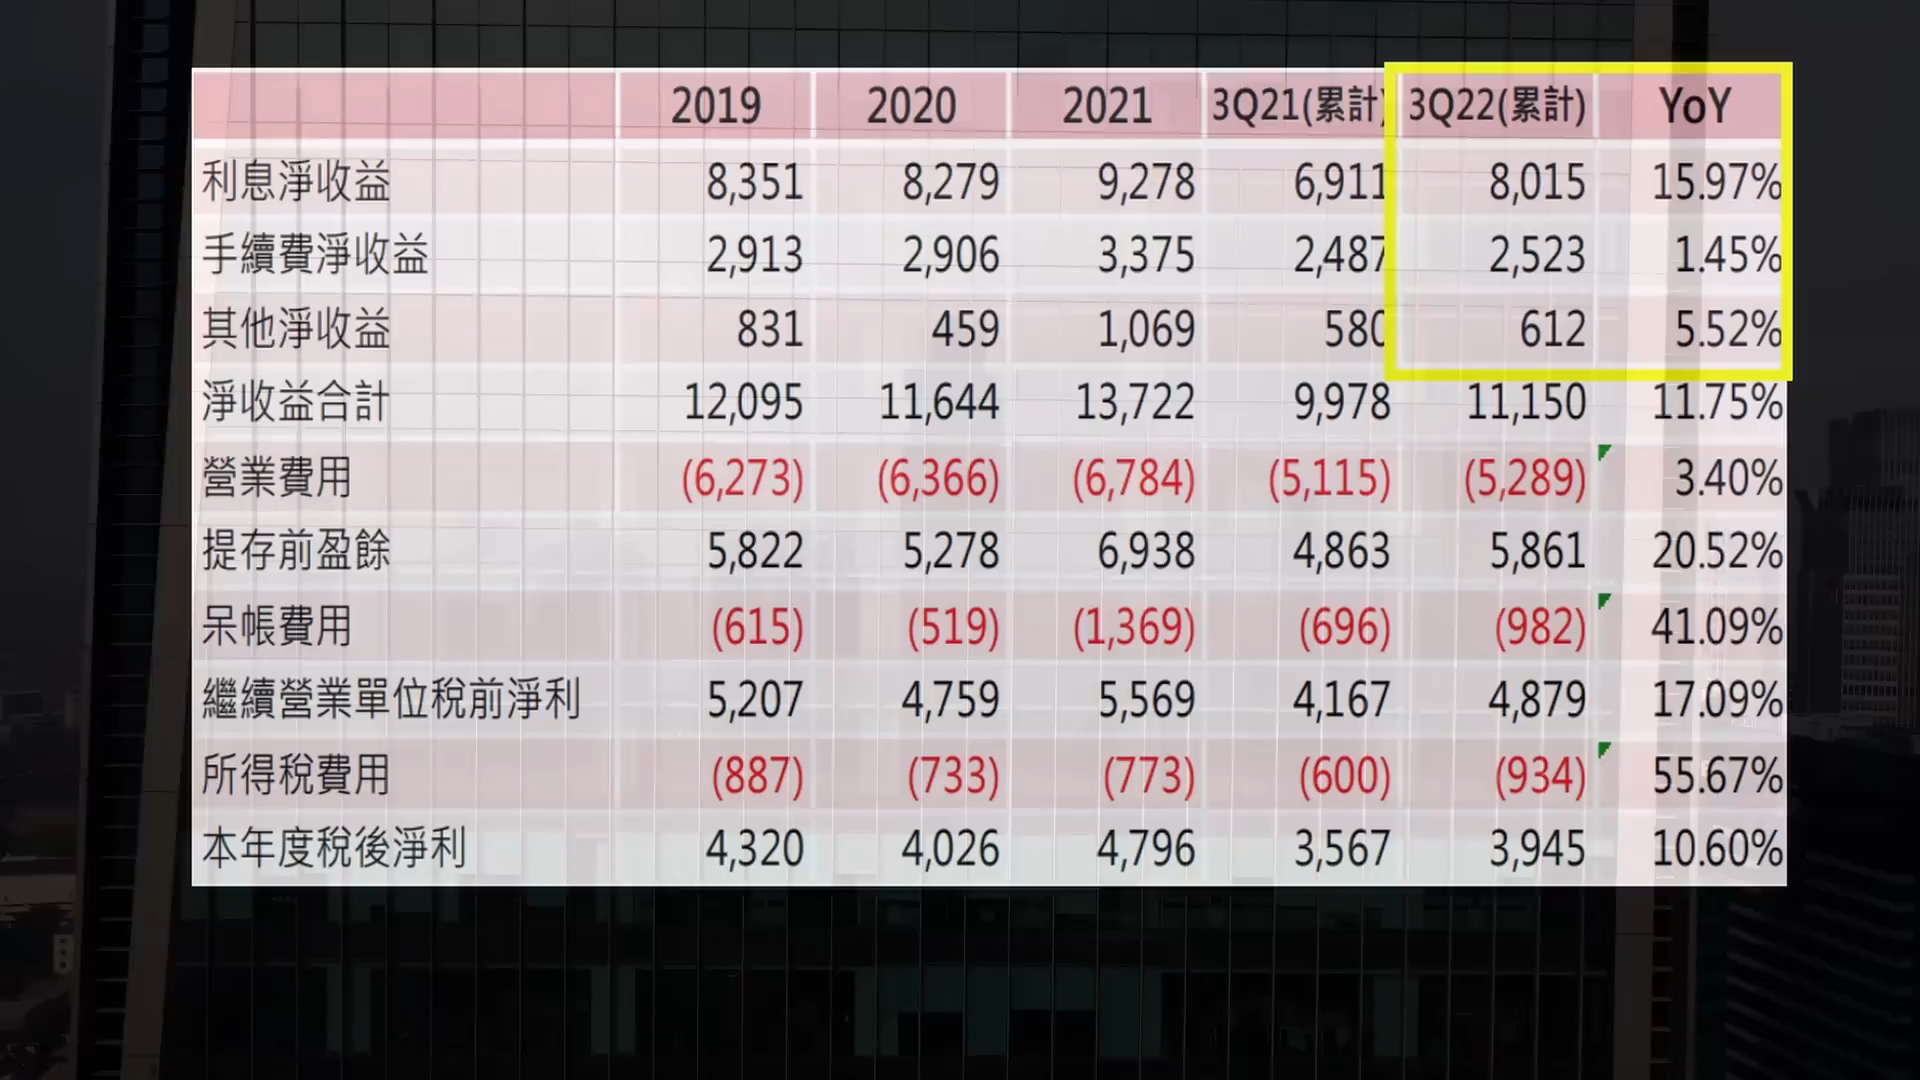 2019 2020 2021 3Q21(累計) 3Q22(累計) YoY
利息淨收益 8,351 8,279 9,278 6,911 8,015 15.97%
手續費淨收益 2,913 2,906 3,375 2,487 2,523 1.45%
其他淨收益 831 459 1,069 580 612 5.52%
淨收益合計 12,095 11,644 13,722 9,978 11,150 11.75%
營業費用 (6,273) (6,366) (6,784) (5,115) (5,289) 3.40%
提存前盈餘 5,822 5,278 6,938 4,863 5,861 20.52%
呆帳費用 (615) (519) (1,369) (696) (982) 41.09%
繼續營業單位稅前淨利 5,207 4,759 5,569 4,167 4,879 17.09%
所得稅費用 (887) (733) (773) (600) (934) 55.67%
本年度稅後淨利 4,320 4,026 4,796 3,567 3,945 10.60%